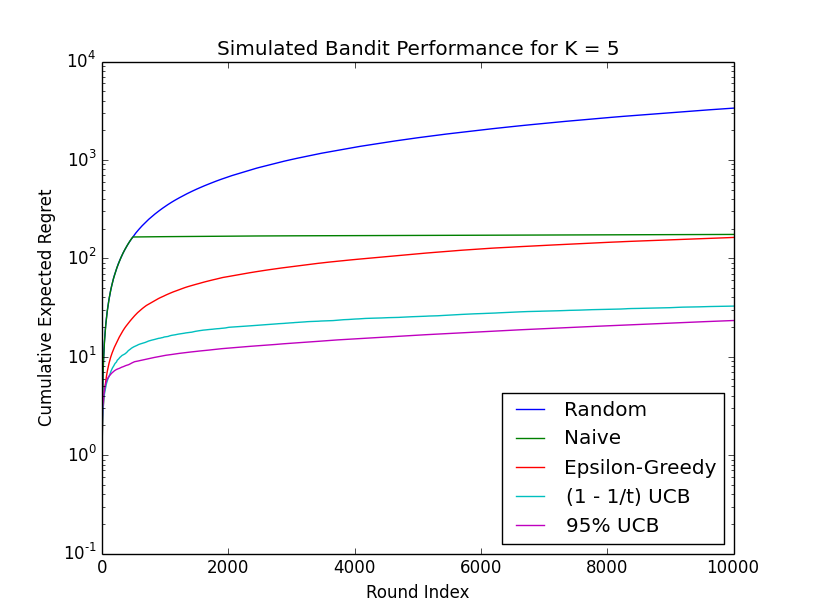 Simulated Bandit Performance for K = 5
Cumulative Expected Regret
10^4
10^3
10^2
10^1
10^0
10^-1
0 2000 4000 6000 8000 10000
Round Index
Random
Naive
Epsilon-Greedy
(1 - 1/t) UCB
95% UCB